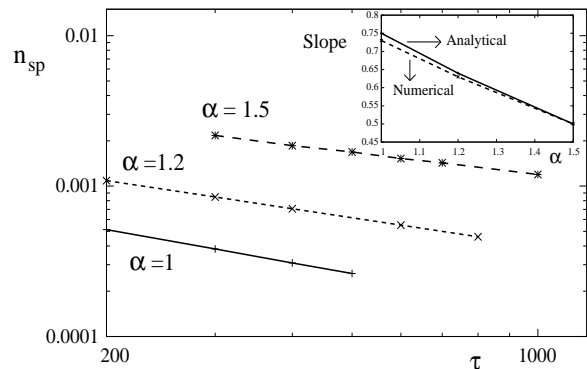 0.01
n_sp
0.001
0.0001
200
1000
τ
α = 1.5
α = 1.2
α = 1
Slope
0.8
0.75
0.7
0.65
0.6
0.55
0.5
0.45
Analytical
Numerical
1 1.1 1.2 1.3 1.4 1.5
α